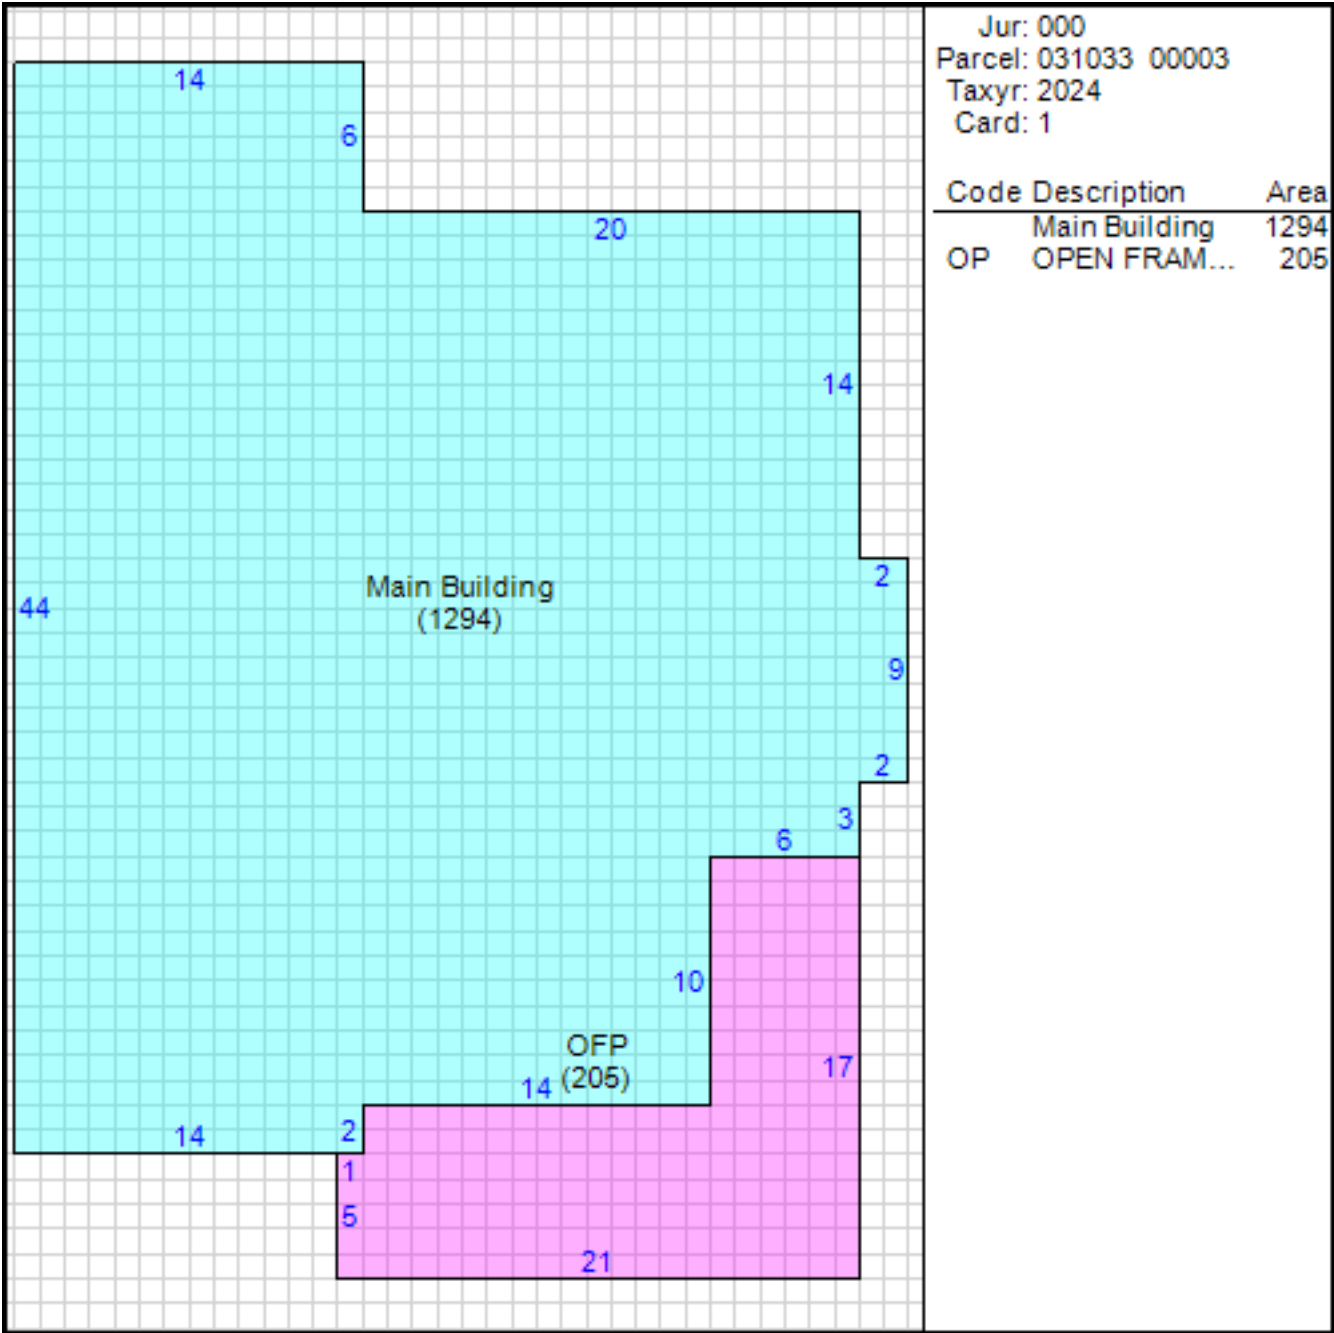 Jur: 000
Parcel: 031033 00003
Taxyr: 2024
Card: 1
Code Description Area
Main Building 1294
OP OPEN FRAM... 205
14
6
20
14
2
Main Building
(1294)
44
9
2
3
6
10
OFP
(205)
17
14
14
2
1
5
21